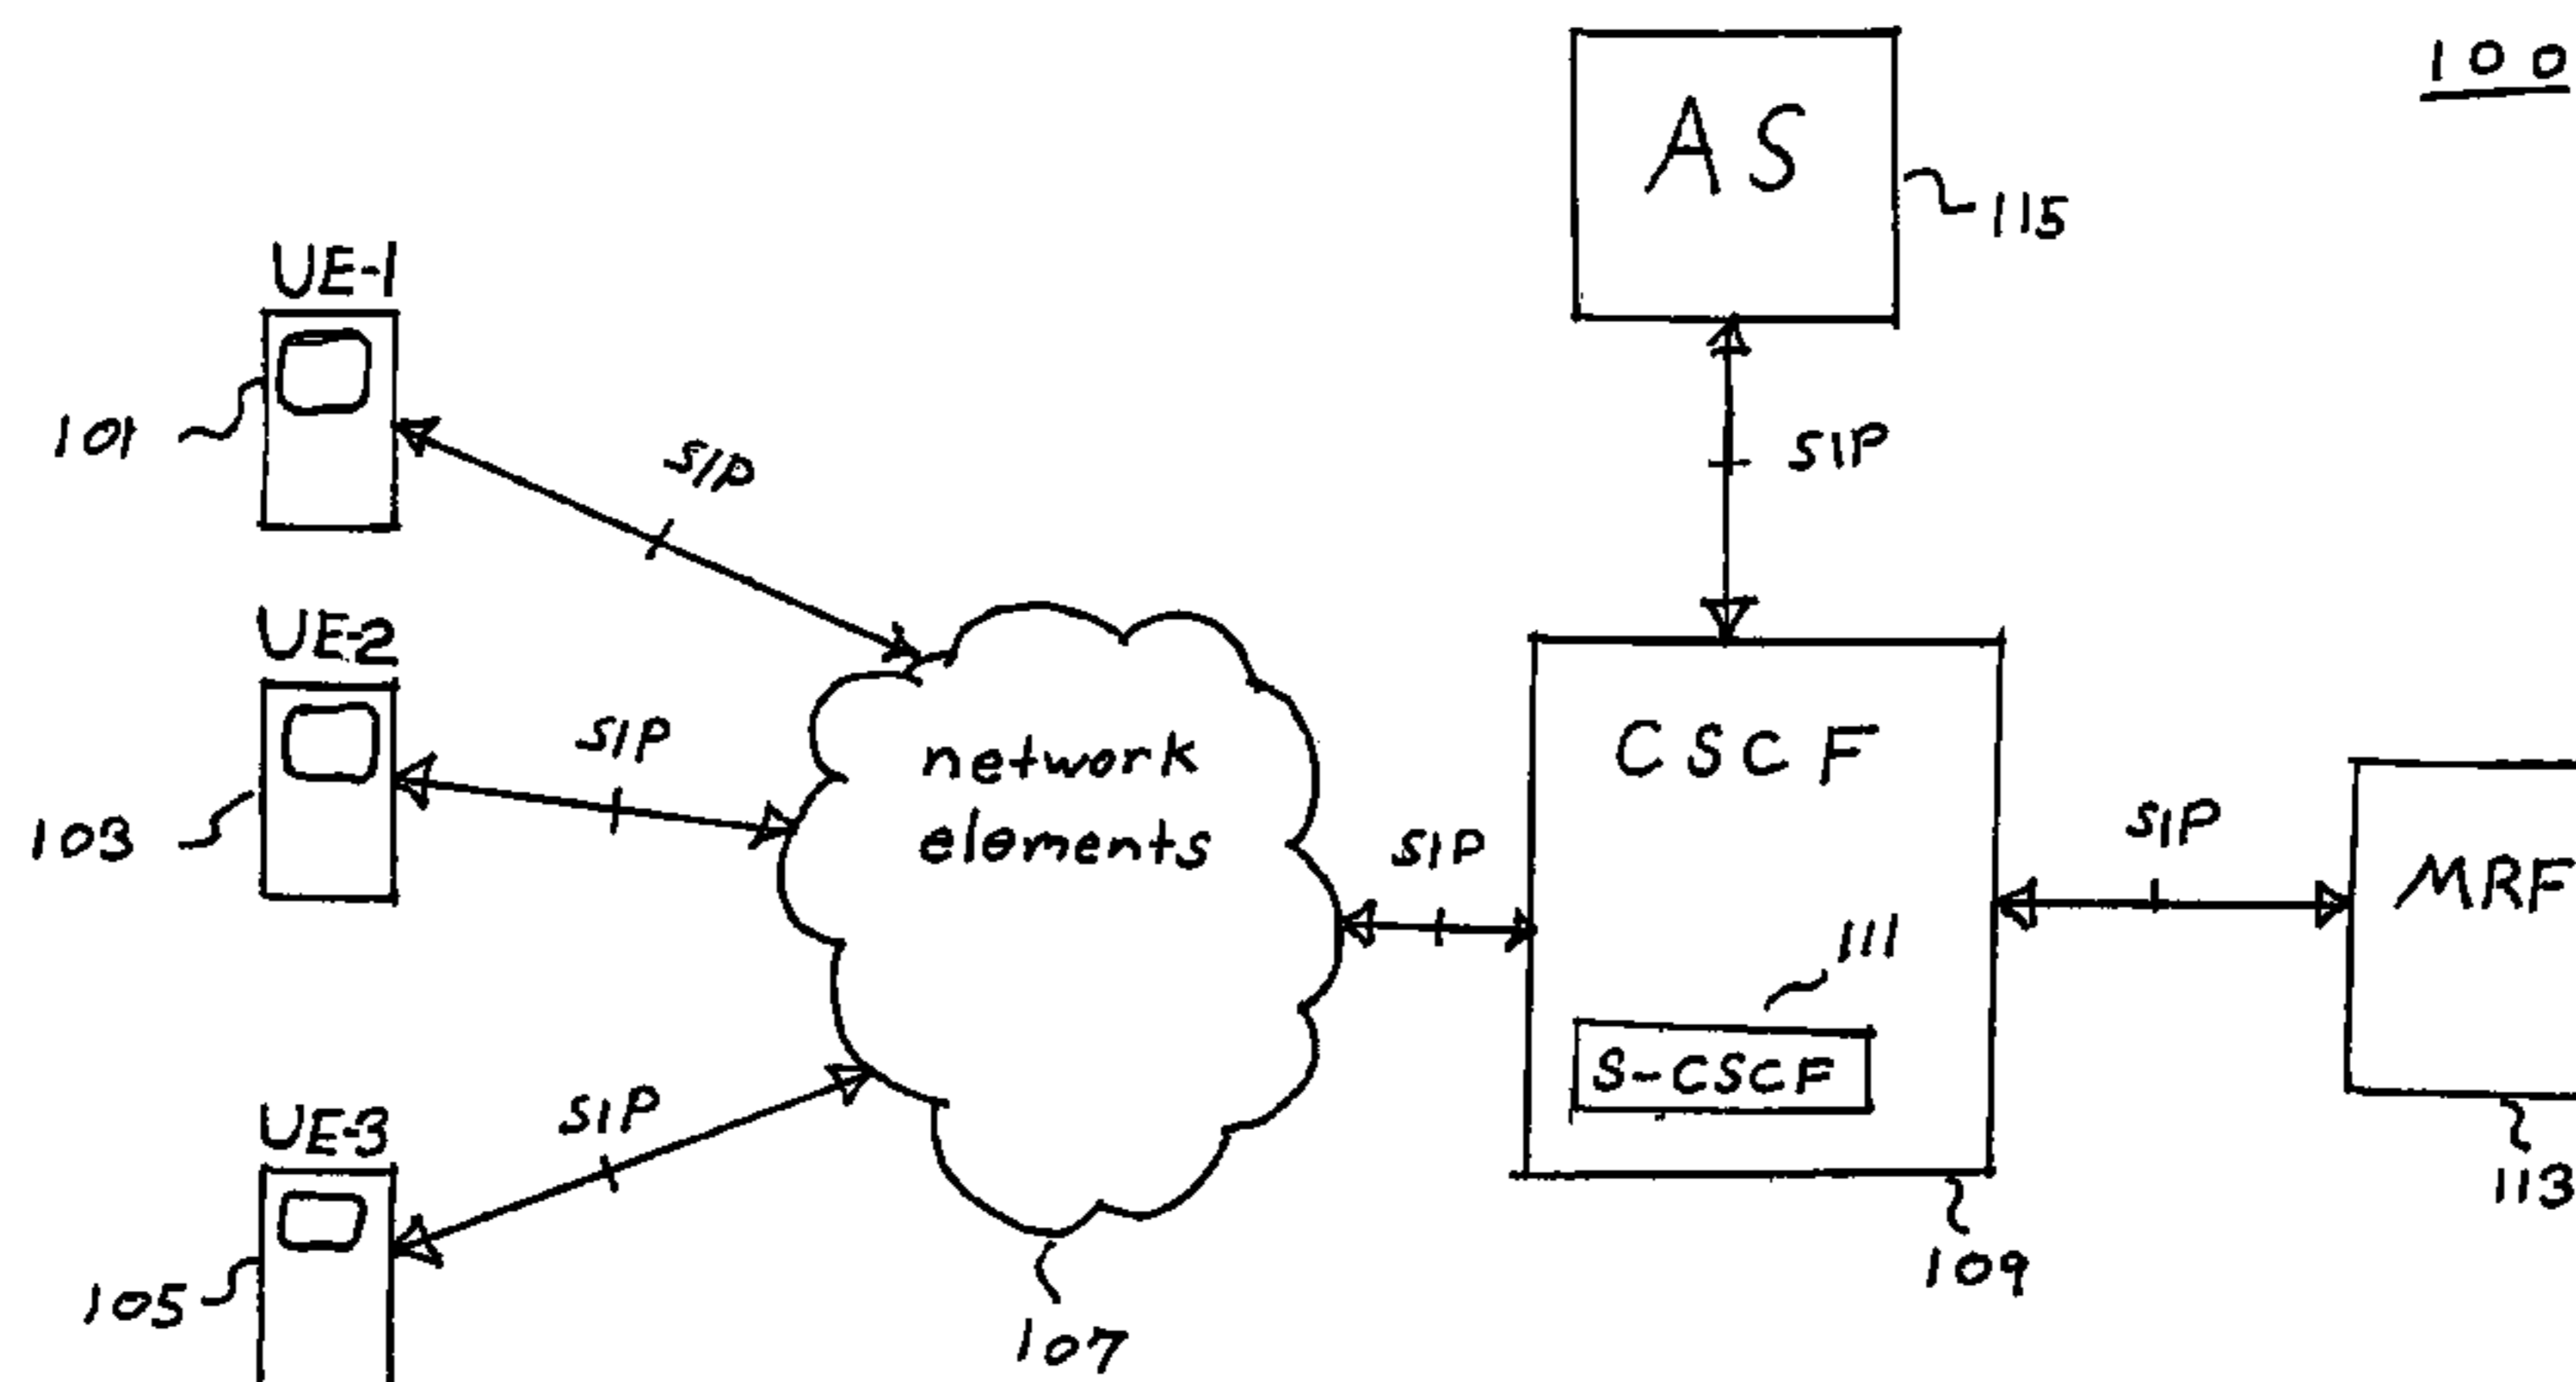 100
AS
115
UE-1
101
SIP
SIP
UE-2
103
SIP
network
elements
CSCF
SIP
SIP
MRF
111
S-CSCF
113
UE-3
105
SIP
109
107